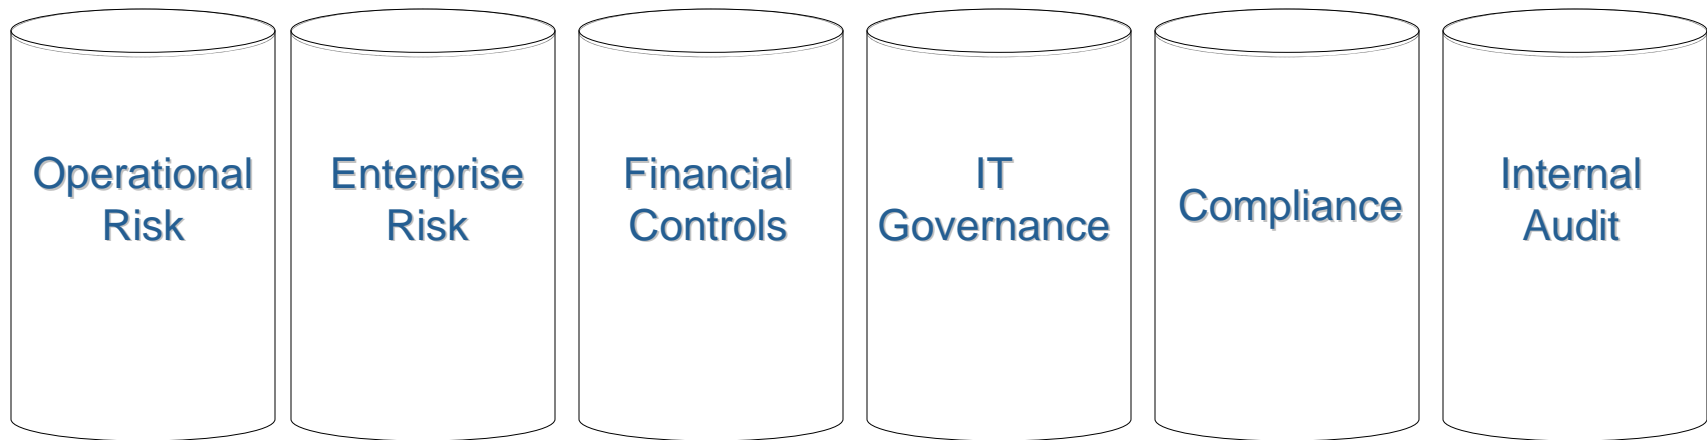 Operational
Risk
Enterprise
Risk
Financial
Controls
IT
Governance
Compliance
Internal
Audit